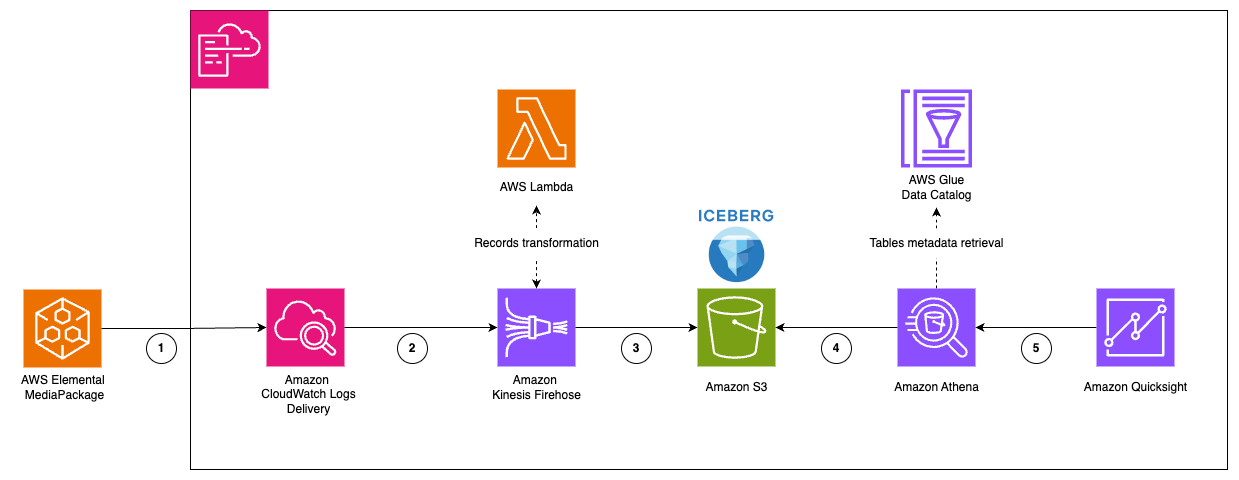 AWS Lambda
AWS Glue
Data Catalog
ICEBERG
Records transformation
Tables metadata retrieval
1
2
3
4
5
AWS Elemental
MediaPackage
Amazon
CloudWatch Logs
Delivery
Amazon
Kinesis Firehose
Amazon S3
Amazon Athena
Amazon Quicksight